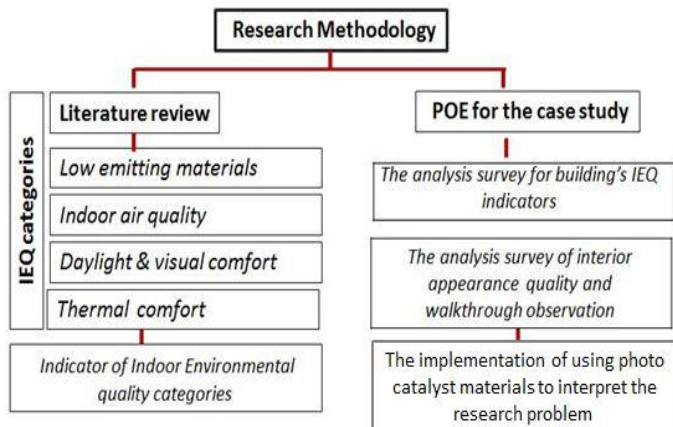 Research Methodology
IEQ categories
Literature review
Low emitting materials
Indoor air quality
Daylight & visual comfort
Thermal comfort
Indicator of Indoor Environmental
quality categories
POE for the case study
The analysis survey for building's IEQ
indicators
The analysis survey of interior
appearance quality and
walkthrough observation
The implementation of using photo
catalyst materials to interpret the
research problem